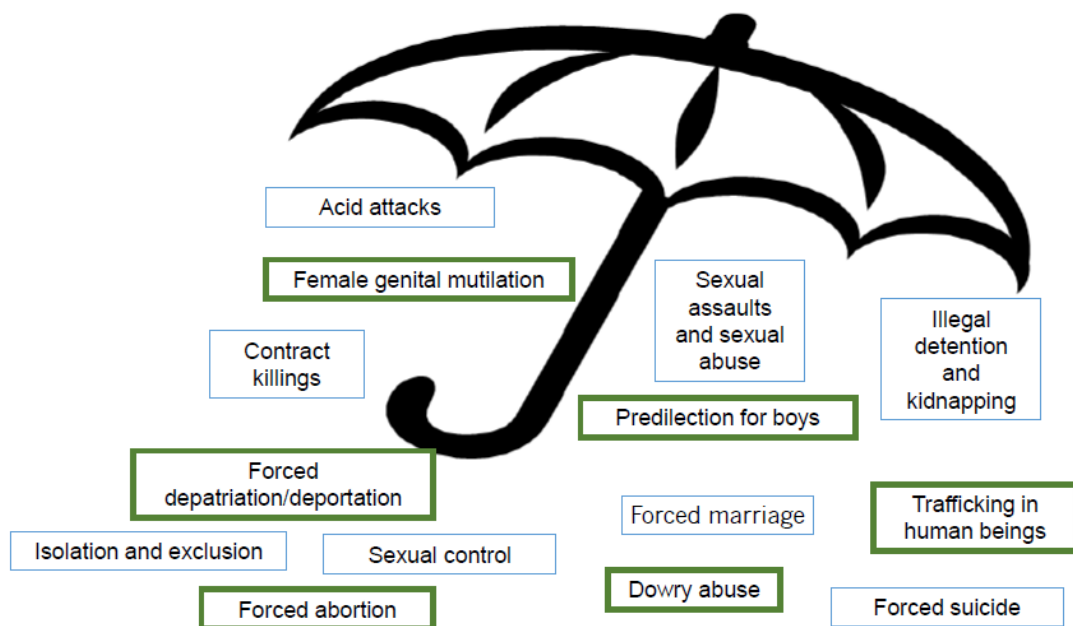 Acid attacks
Female genital mutilation
Sexual
assaults
and sexual
abuse
Illegal
detention
and
kidnapping
Contract
killings
Predilection for boys
Forced
depatriation/deportation
Forced marriage
Trafficking in
human beings
Isolation and exclusion
Sexual control
Dowry abuse
Forced abortion
Forced suicide